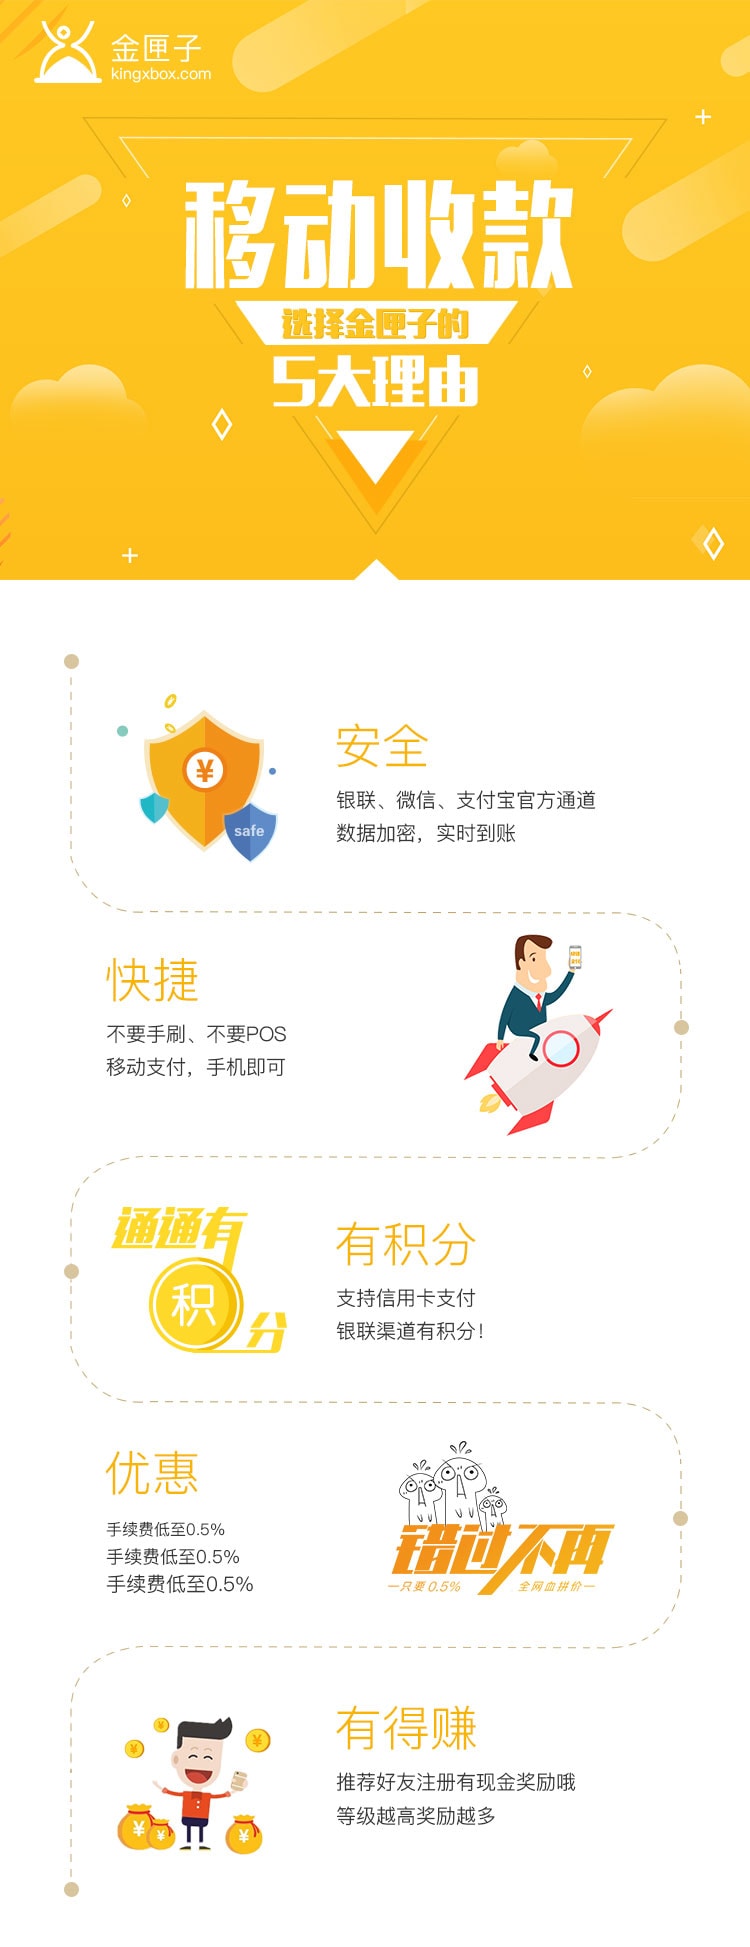 金匣子
kingxbox.com
移动收款
选择金匣子的
5大理由
¥
safe
安全
银联、微信、支付宝官方通道
数据加密，实时到账
快捷
不要手刷、不要POS
移动支付，手机即可
通通有
积
分
有积分
支持信用卡支付
银联渠道有积分！
优惠
手续费低至0.5%
手续费低至0.5%
手续费低至0.5%
错过不再
一只要 0.5%
全网血拼价一
¥
¥
¥
¥
¥
¥
有得赚
推荐好友注册有现金奖励哦
等级越高奖励越多